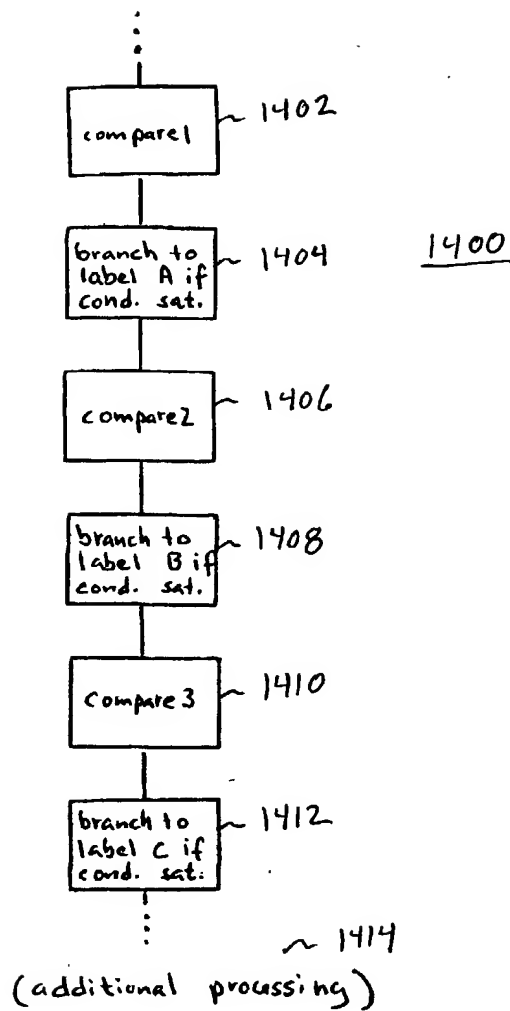 compare1
1402
branch to
label A if
cond. sat.
1404
1400
compare2
1406
branch to
label B if
cond. sat.
1408
compare3
1410
branch to
label C if
cond. sat.
1412
1414
(additional processing)